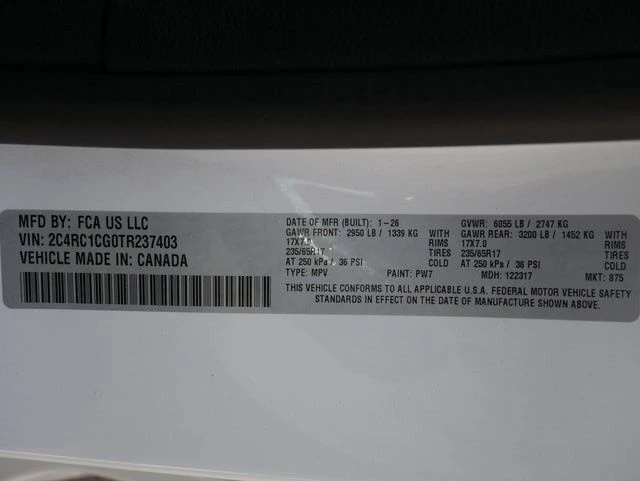 MFD BY: FCA US LLC
VIN: 2C4RC1CG0TR237403
VEHICLE MADE IN: CANADA
DATE OF MFR (BUILT): 1-26 GVWR: 6055 LB / 2747 KG
GAWR FRONT: 2950 LB / 1339 KG WITH GAWR REAR: 3200 LB / 1452 KG WITH
17X7.0 RIMS 17X7.0 RIMS
235/65R17 TIRES 235/65R17 TIRES
AT 250 kPa / 36 PSI COLD AT 250 kPa / 36 PSI COLD
TYPE: MPV PAINT: PW7 MDH: 122317 MKT: 875
THIS VEHICLE CONFORMS TO ALL APPLICABLE U.S.A. FEDERAL MOTOR VEHICLE SAFETY
STANDARDS IN EFFECT ON THE DATE OF MANUFACTURE SHOWN ABOVE.